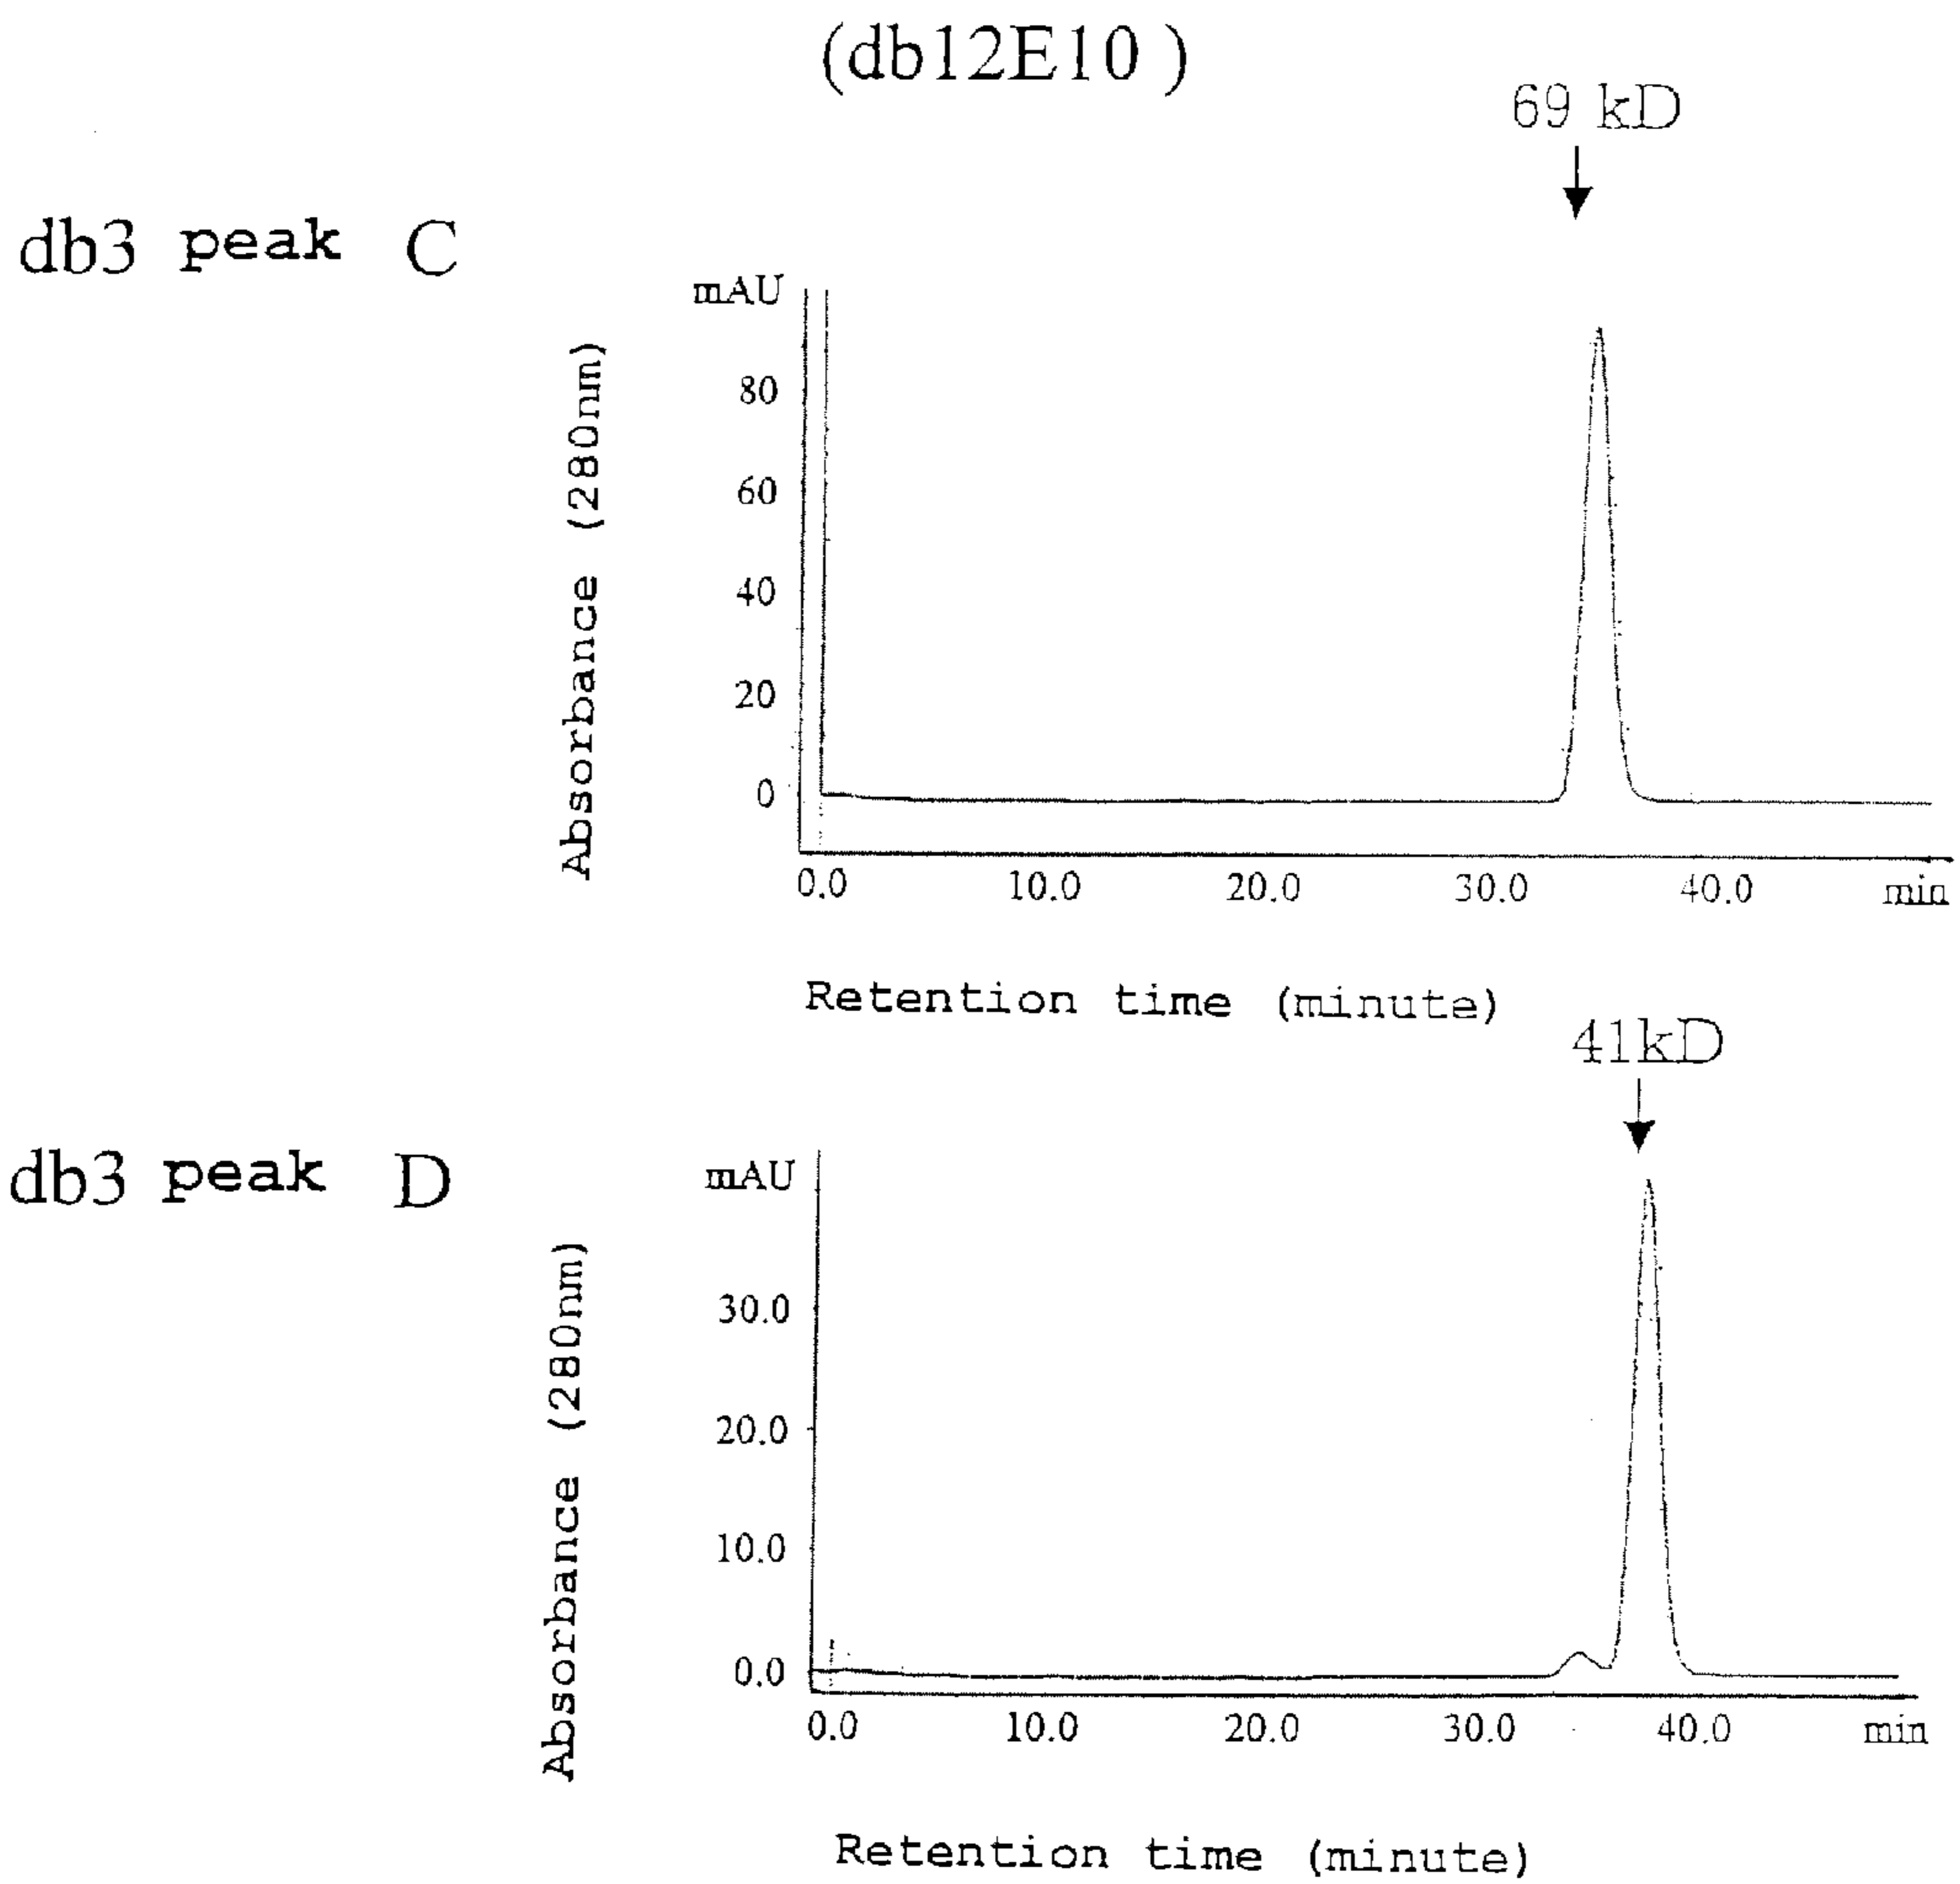 (db12E10 )
69 kD
db3 peak C
mAU
80
60
40
20
0
Absorbance (280nm)
0.0 10.0 20.0 30.0 40.0 min
Retention time (minute)
41kD
db3 peak D
mAU
30.0
20.0
10.0
0.0
Absorbance (280nm)
0.0 10.0 20.0 30.0 40.0 min
Retention time (minute)